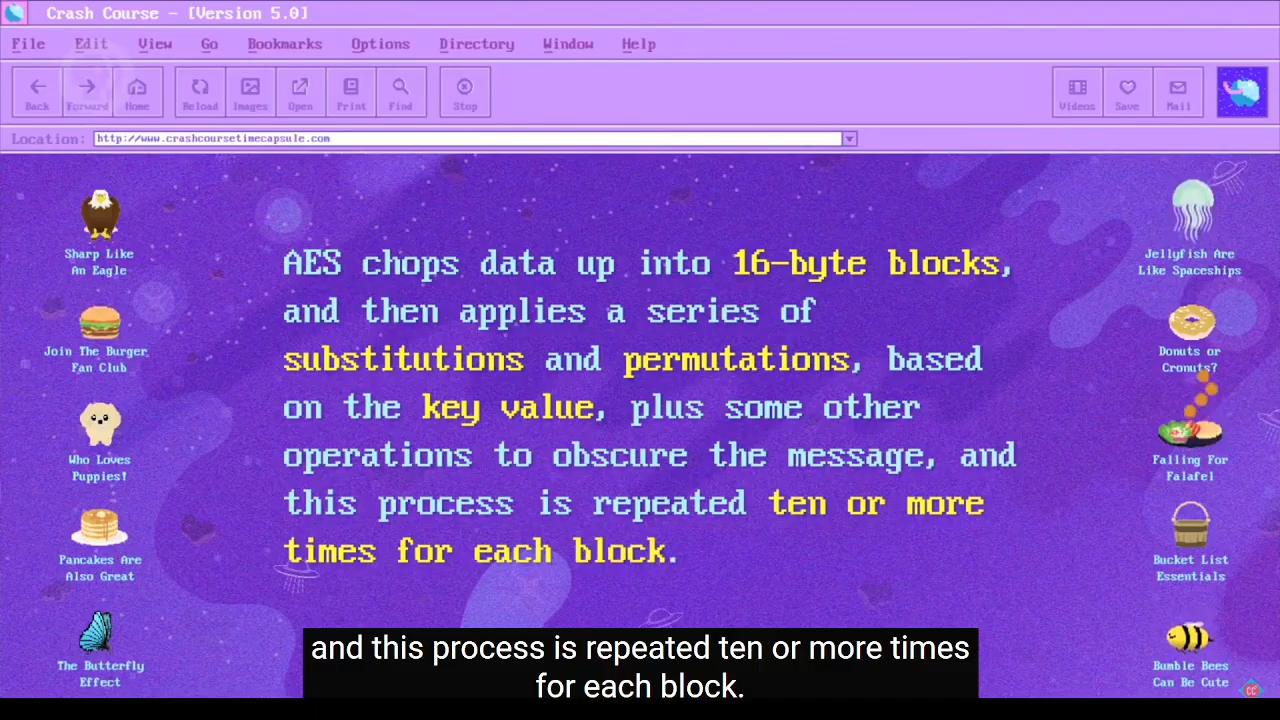 Crash Course - [Version 5.0]
File Edit View Go Bookmarks Options Directory Window Help
Back Forward Home Reload Images Open Print Find Stop Videos Save Mail
Location: http://www.crashcoursetimecapsule.com
Sharp Like
An Eagle
Join The Burger
Fan Club
Who Loves
Puppies!
Pancakes Are
Also Great
The Butterfly
Effect
AES chops data up into 16-byte blocks,
and then applies a series of
substitutions and permutations, based
on the key value, plus some other
operations to obscure the message, and
this process is repeated ten or more
times for each block.
Jellyfish Are
Like Spaceships
Donuts or
Cronuts?
Falling For
Falafel
Bucket List
Essentials
Bumble Bees
Can Be Cute
CC
and this process is repeated ten or more times
for each block.